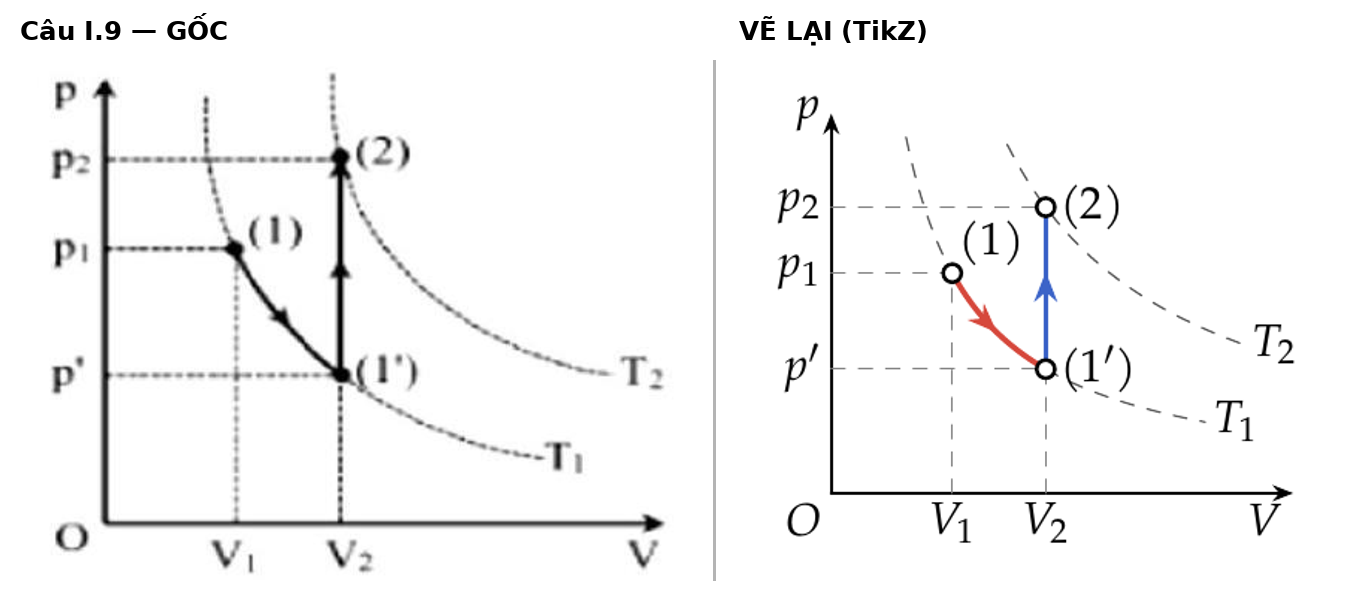 Câu I.9 — GỐC
p
p₂
(2)
(1)
p₁
p'
(1')
T₂
T₁
O
V₁
V₂
V
VẼ LẠI (TikZ)
p
p₂
(2)
(1)
p₁
p′
(1′)
T₂
T₁
O
V₁
V₂
V